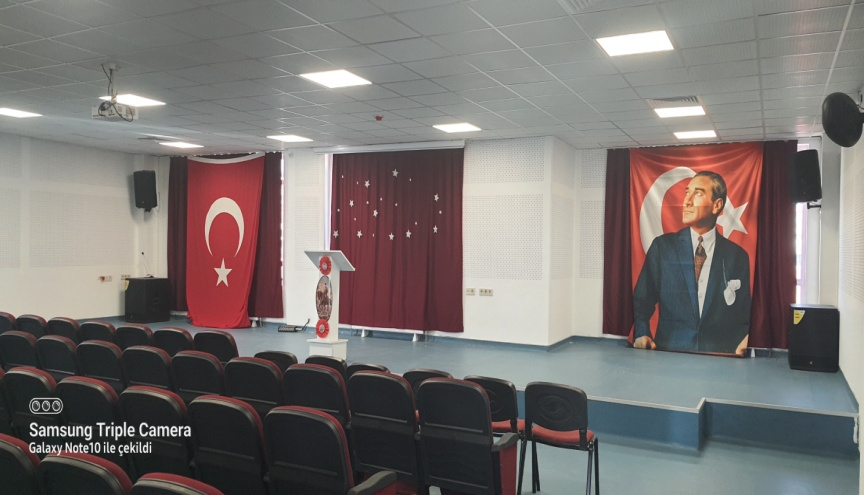 Samsung Triple Camera
Galaxy Note10 ile çekildi